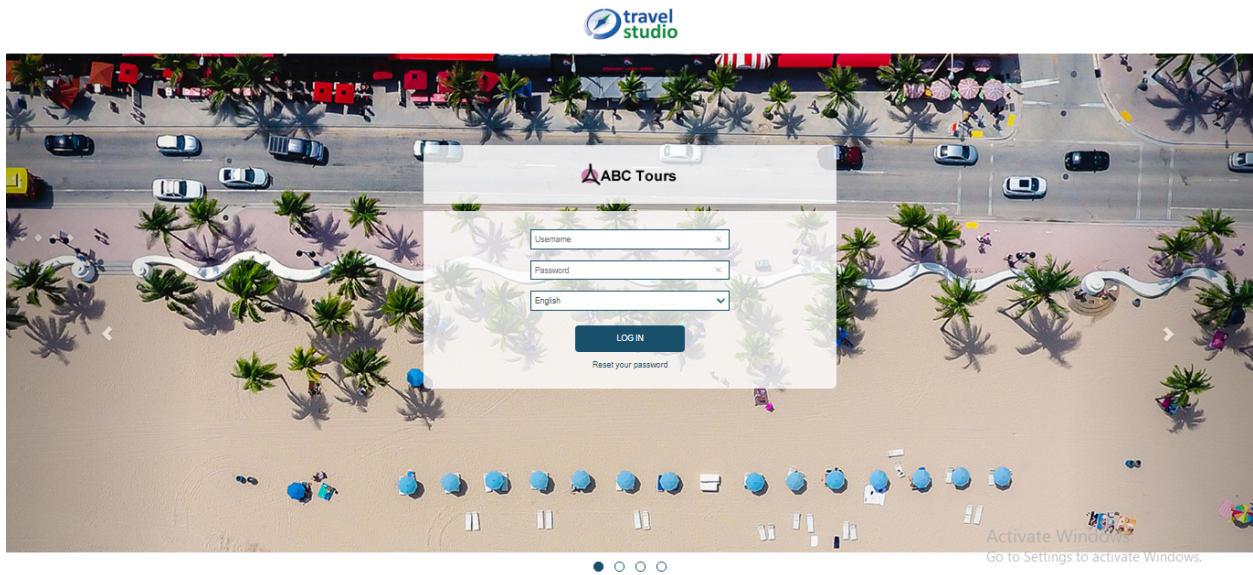 travel
studio
ABC Tours
Username
Password
English
LOG IN
Reset your password
Activate Windows
Go to Settings to activate Windows.